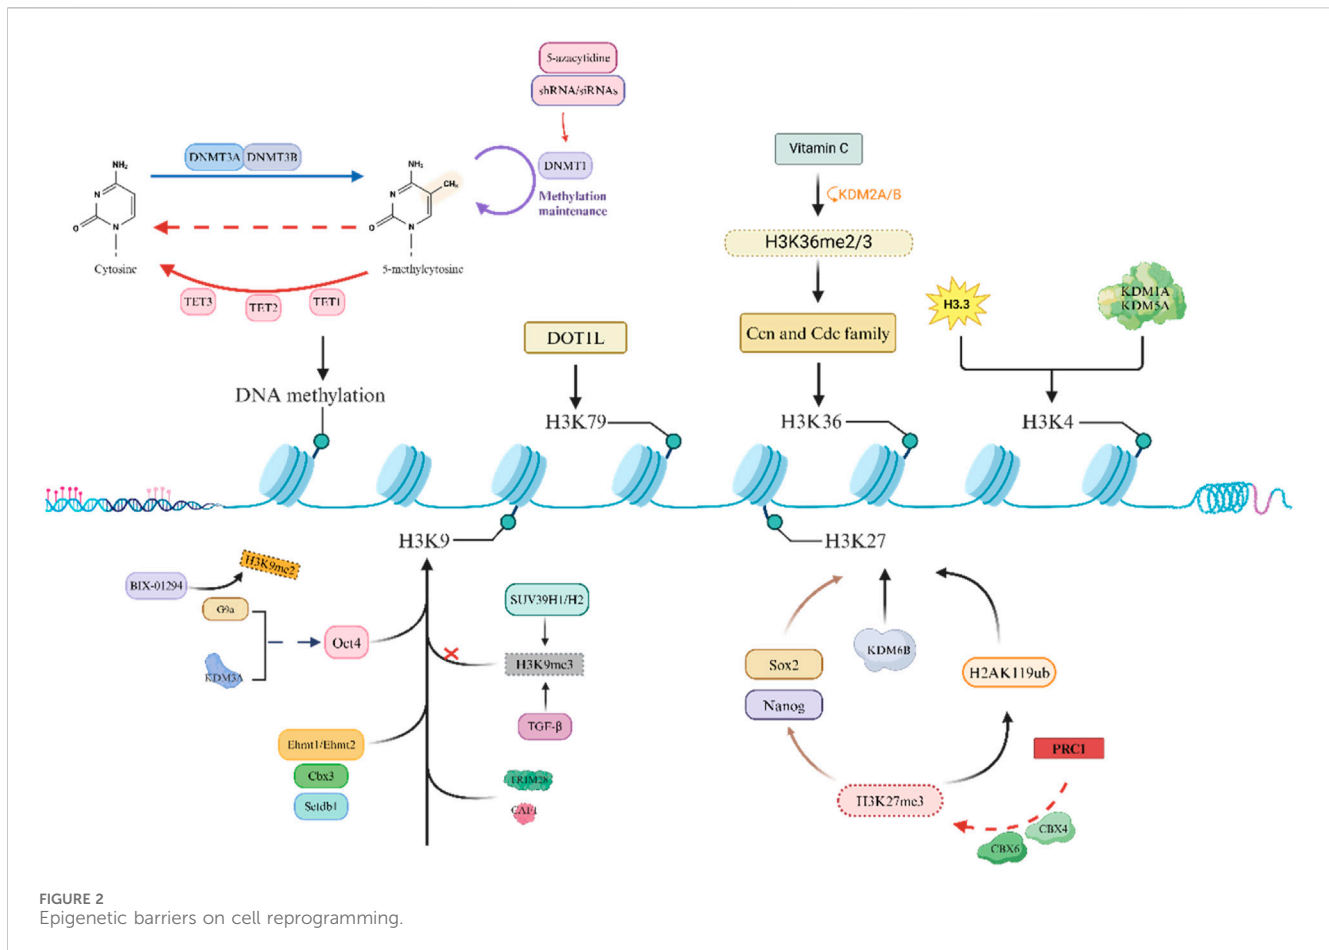 5-azacytidine
shRNA/siRNAs
DNMT3A
DNMT3B
DNMT1
Methylation
maintenance
NH₂
N
O
N
Cytosine
NH₂
N
CH₃
O
N
5-methylcytosine
TET3
TET2
TET1
DNA methylation
Vitamin C
KDM2A/B
H3K36me2/3
Ccn and Cdc family
H3.3
KDM1A
KDM5A
DOT1L
H3K79
H3K36
H3K4
H3K9
H3K27
H3K9me2
BIX-01294
G9a
KDM3A
Oct4
SUV39H1/H2
H3K9me3
TGF-β
Ehmt1/Ehmt2
Cbx3
Setdb1
TRIM28
CAF1
Sox2
Nanog
KDM6B
H2AK119ub
PRC1
H3K27me3
CBX4
CBX6
FIGURE 2
Epigenetic barriers on cell reprogramming.